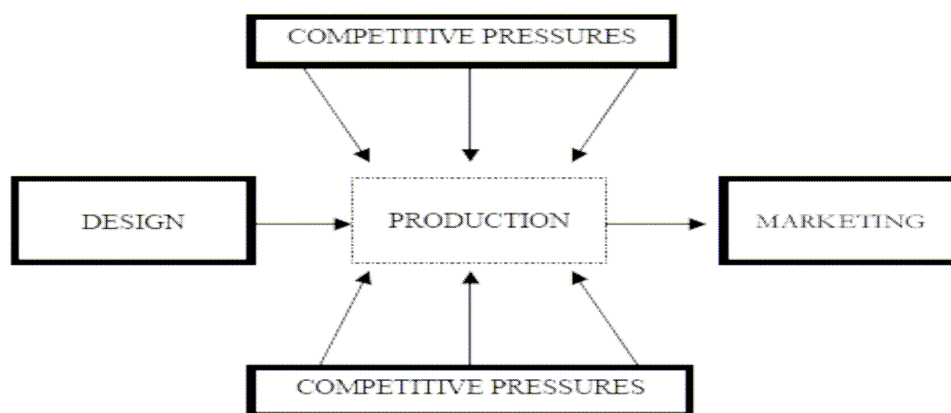 COMPETITIVE PRESSURES
DESIGN
PRODUCTION
MARKETING
COMPETITIVE PRESSURES